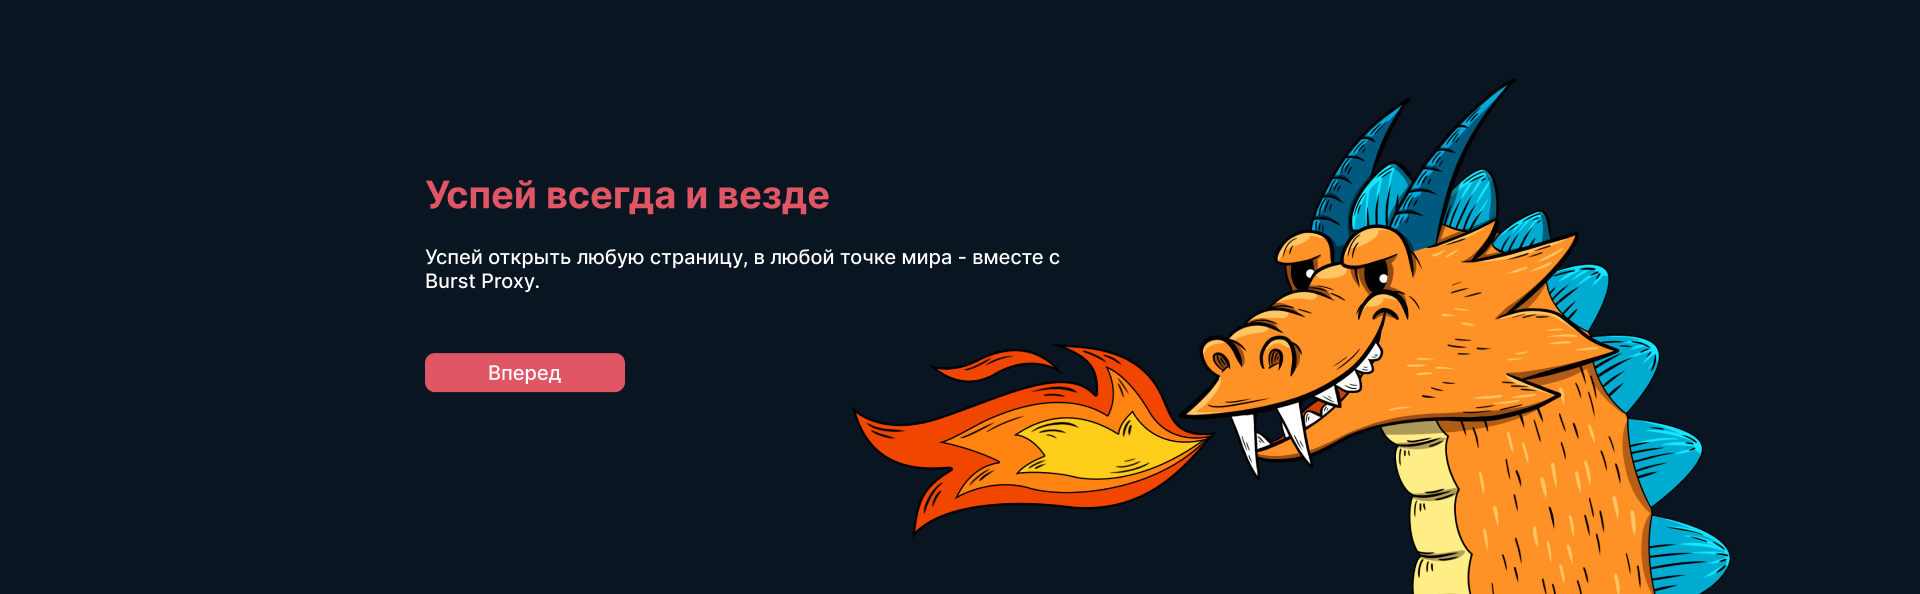 Успей всегда и везде
Успей открыть любую страницу, в любой точке мира - вместе с
Burst Proxy.
Вперед